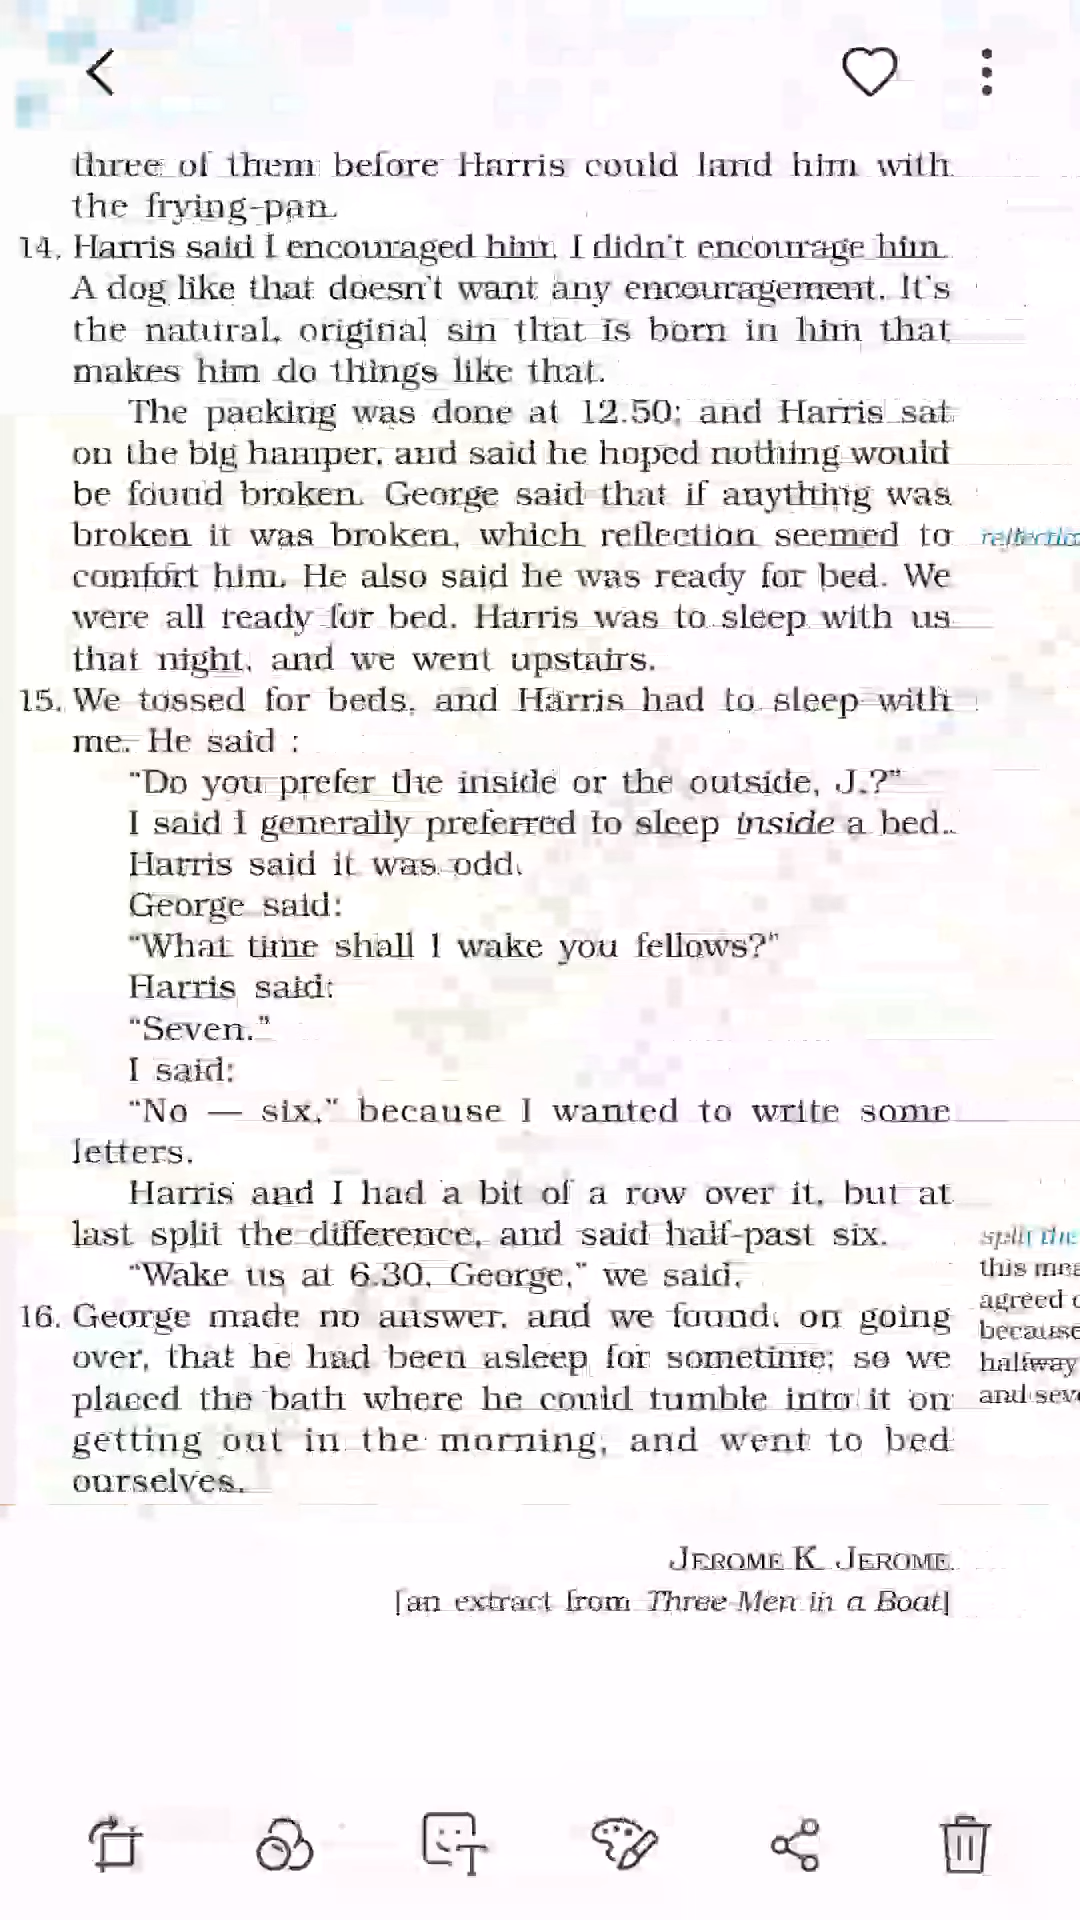 three of them before Harris could land him with
the frying-pan.
14. Harris said I encouraged him. I didn't encourage him.
A dog like that doesn't want any encouragement. It's
the natural, original sin that is born in him that
makes him do things like that.
The packing was done at 12.50; and Harris sat
on the big hamper, and said he hoped nothing would
be found broken. George said that if anything was
broken it was broken, which reflection seemed to
comfort him. He also said he was ready for bed. We
were all ready for bed. Harris was to sleep with us
that night, and we went upstairs.
15. We tossed for beds, and Harris had to sleep with
me. He said :
"Do you prefer the inside or the outside, J.?"
I said I generally preferred to sleep inside a bed.
Harris said it was odd.
George said:
"What time shall I wake you fellows?"
Harris said:
"Seven."
I said:
"No — six," because I wanted to write some
letters.
Harris and I had a bit of a row over it, but at
last split the difference, and said half-past six.
"Wake us at 6.30, George," we said.
16. George made no answer, and we found, on going
over, that he had been asleep for sometime; so we
placed the bath where he could tumble into it on
getting out in the morning, and went to bed
ourselves.
reflectio
split the
this mea
agreed o
because
halfway
and seve
JEROME K. JEROME
[an extract from Three Men in a Boat]